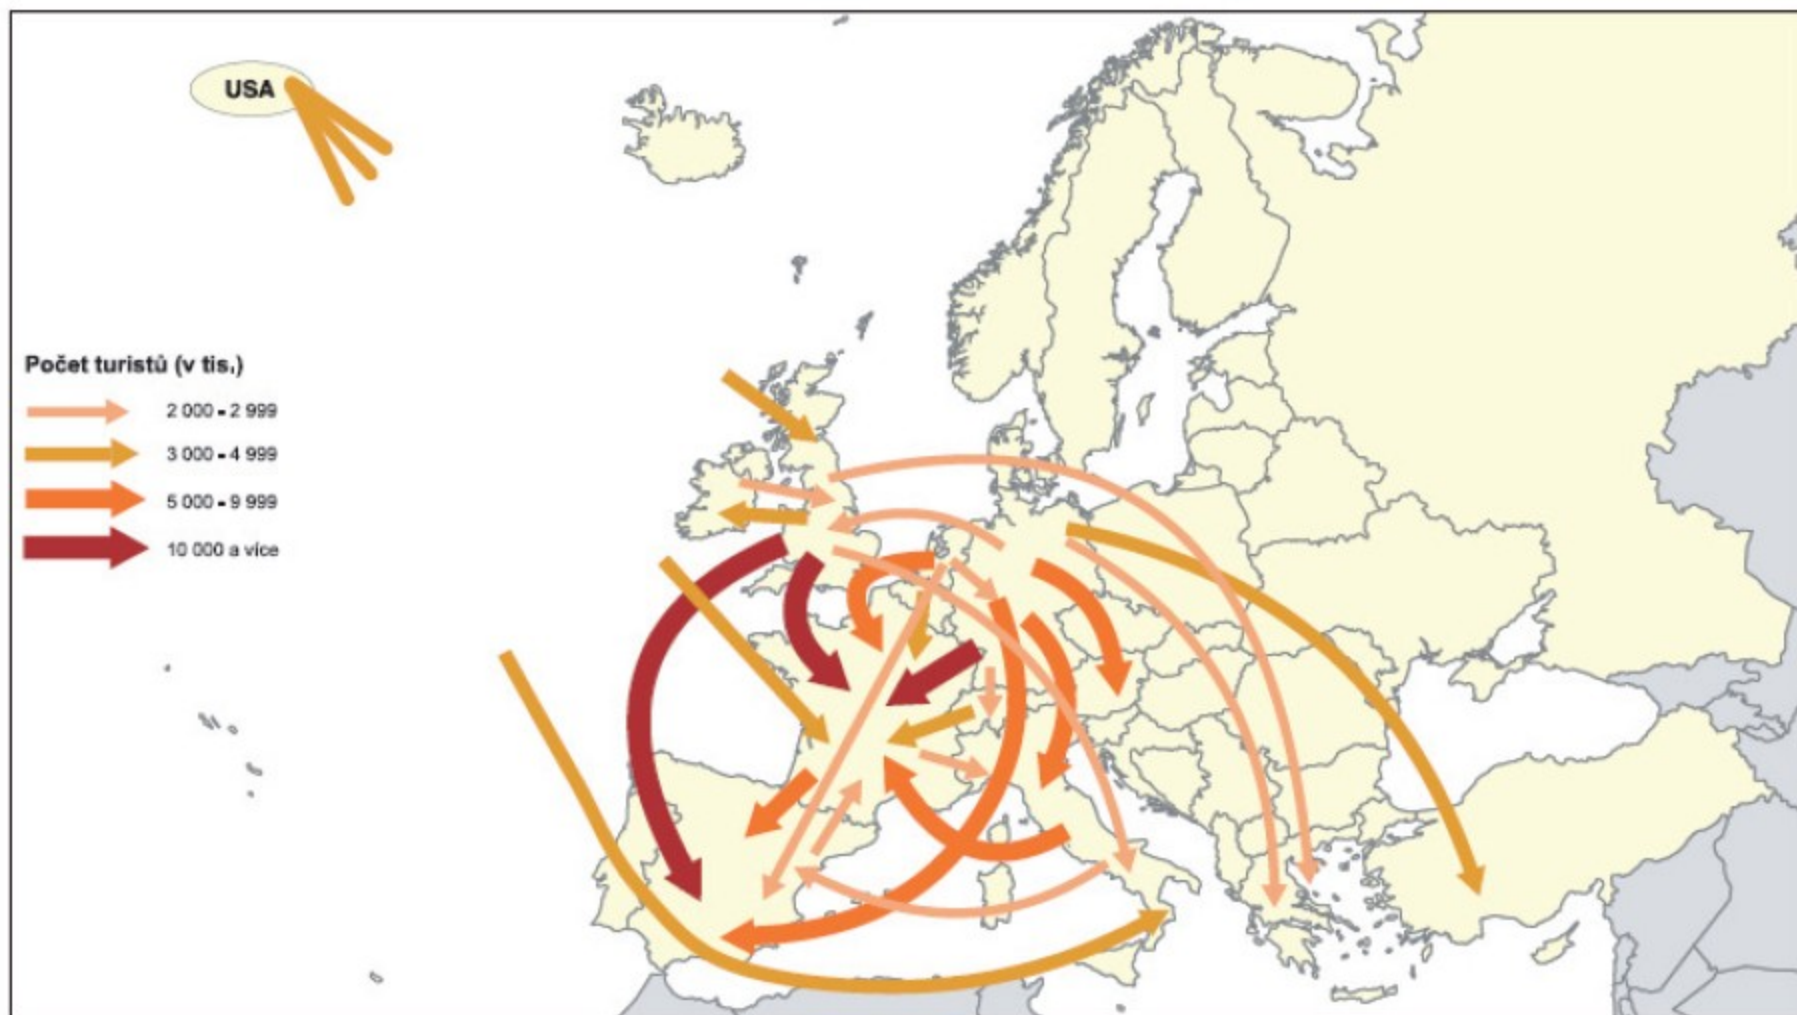 USA
Počet turistů (v tis.)
2 000 - 2 999
3 000 - 4 999
5 000 - 9 999
10 000 a více